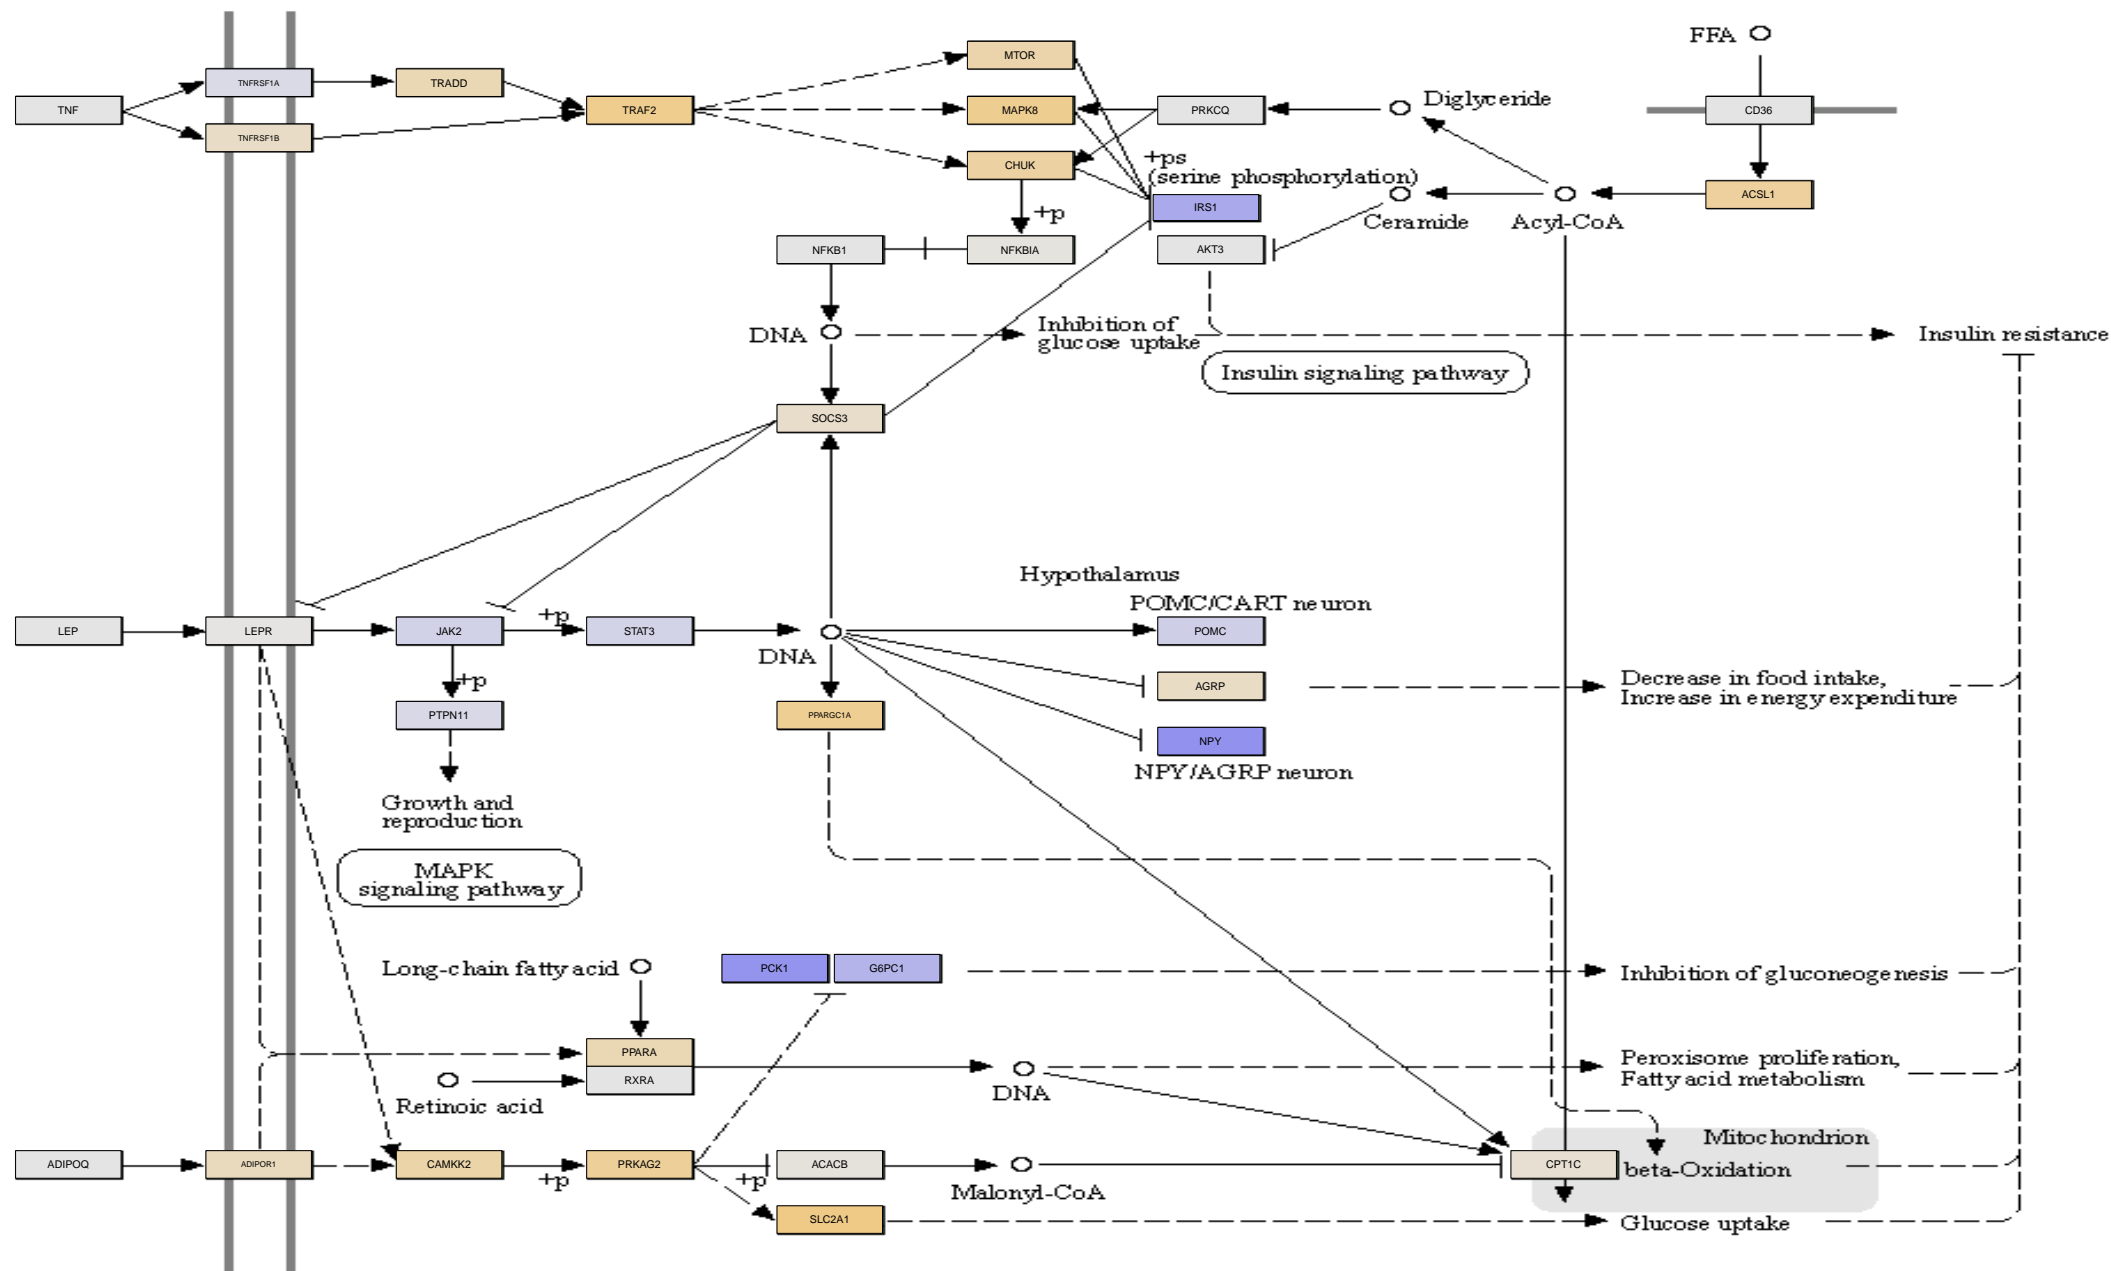 FFA
MTOR
TNFRSF1A
TRADD
TNF
TRAF2
MAPK8
PRKCQ
Diglyceride
CD36
TNFRSF1B
CHUK
+ps
(serine phosphorylation)
ACSL1
IRS1
+p
Ceramide
Acyl-CoA
NFKB1
NFKBIA
AKT3
DNA
Inhibition of
glucose uptake
Insulin resistance
Insulin signaling pathway
SOCS3
Hypothalamus
POMC/CART neuron
LEP
LEPR
JAK2
+p
STAT3
DNA
POMC
+p
AGRP
Decrease in food intake,
Increase in energy expenditure
PTPN11
PPARGC1A
NPY
NPY/AGRP neuron
Growth and
reproduction
MAPK
signaling pathway
Long-chain fatty acid
PCK1
G6PC1
Inhibition of gluconeogenesis
PPARA
RXRA
Retinoic acid
DNA
Peroxisome proliferation,
Fatty acid metabolism
Mitochondrion
ADIPOQ
ADIPOR1
CAMKK2
+p
PRKAG2
+p
ACACB
Malonyl-CoA
CPT1C
beta-Oxidation
SLC2A1
Glucose uptake